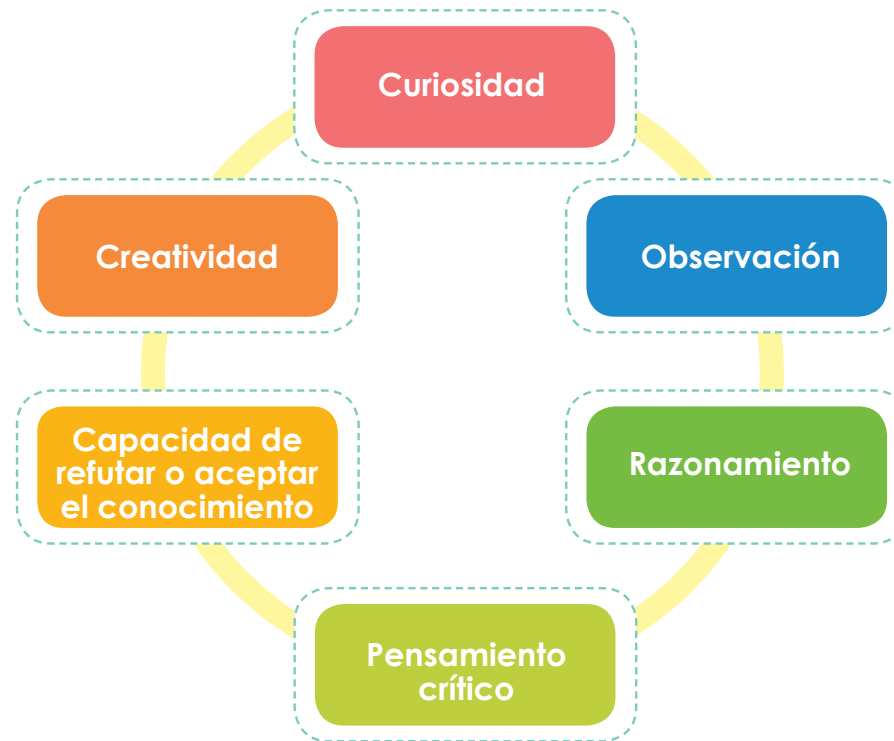 Curiosidad
Observación
Razonamiento
Pensamiento
crítico
Capacidad de
refutar o aceptar
el conocimiento
Creatividad